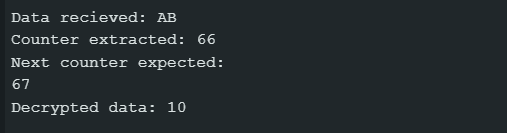 Data recieved: AB
Counter extracted: 66
Next counter expected:
67
Decrypted data: 10